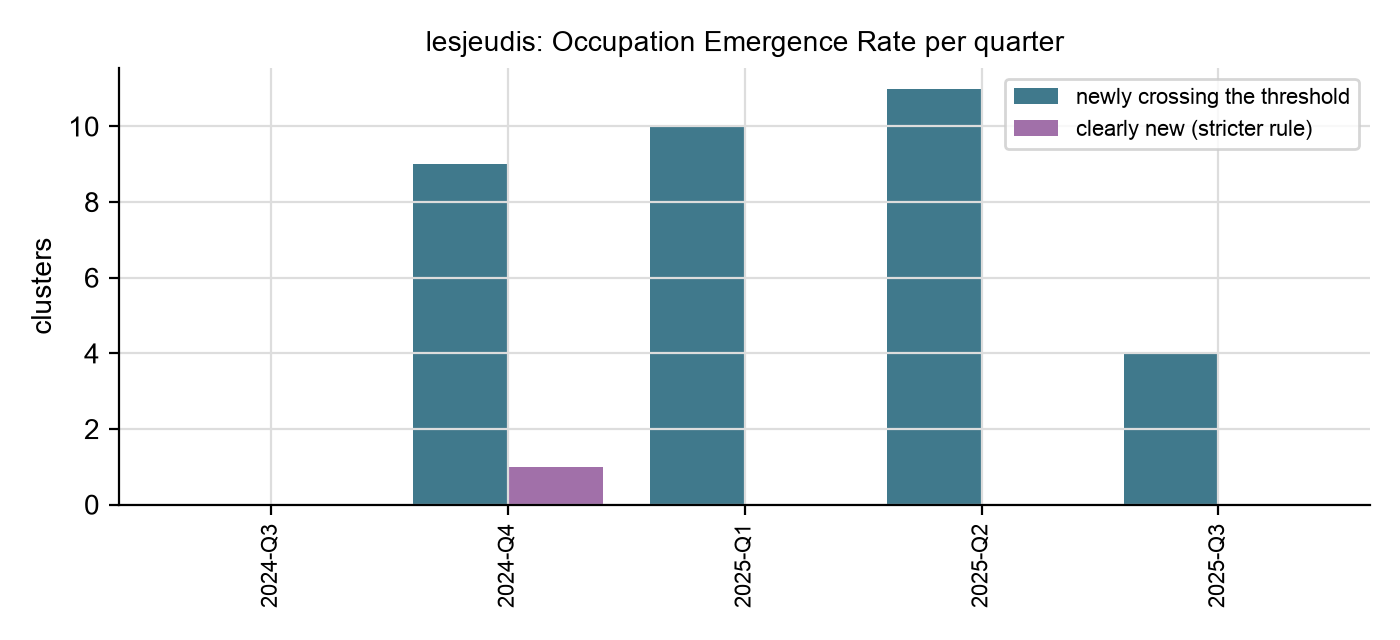 lesjeudis: Occupation Emergence Rate per quarter
newly crossing the threshold
clearly new (stricter rule)
clusters
10
8
6
4
2
0
2024-Q3
2024-Q4
2025-Q1
2025-Q2
2025-Q3